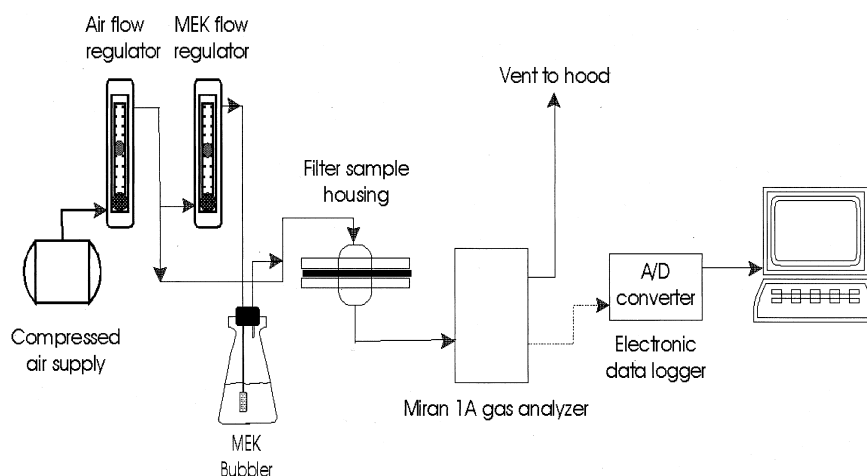 Air flow
regulator
MEK flow
regulator
Vent to hood
Filter sample
housing
A/D
converter
Compressed
air supply
Electronic
data logger
Miran 1A gas analyzer
MEK
Bubbler